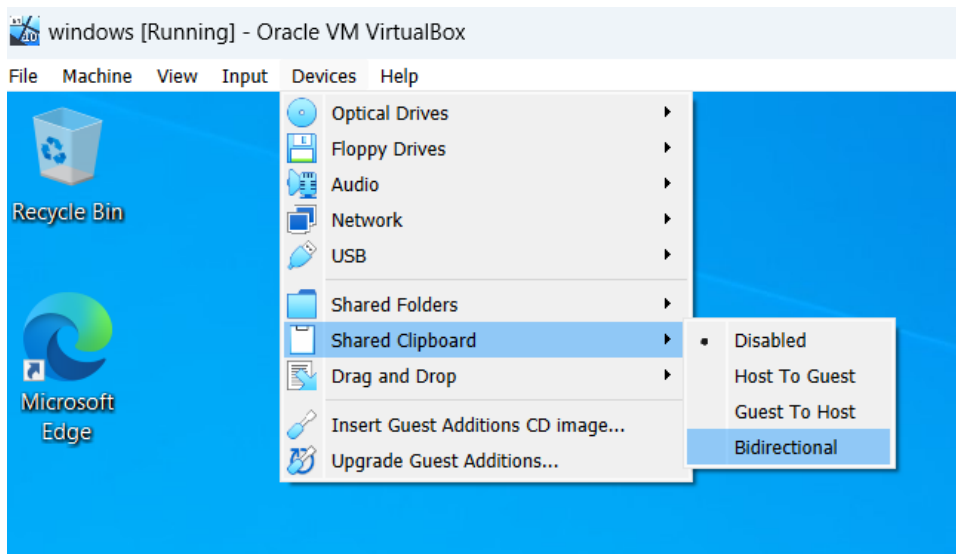 windows [Running] - Oracle VM VirtualBox
File Machine View Input Devices Help
Recycle Bin
Microsoft
Edge
Optical Drives
Floppy Drives
Audio
Network
USB
Shared Folders
Shared Clipboard
Drag and Drop
Insert Guest Additions CD image...
Upgrade Guest Additions...
Disabled
Host To Guest
Guest To Host
Bidirectional